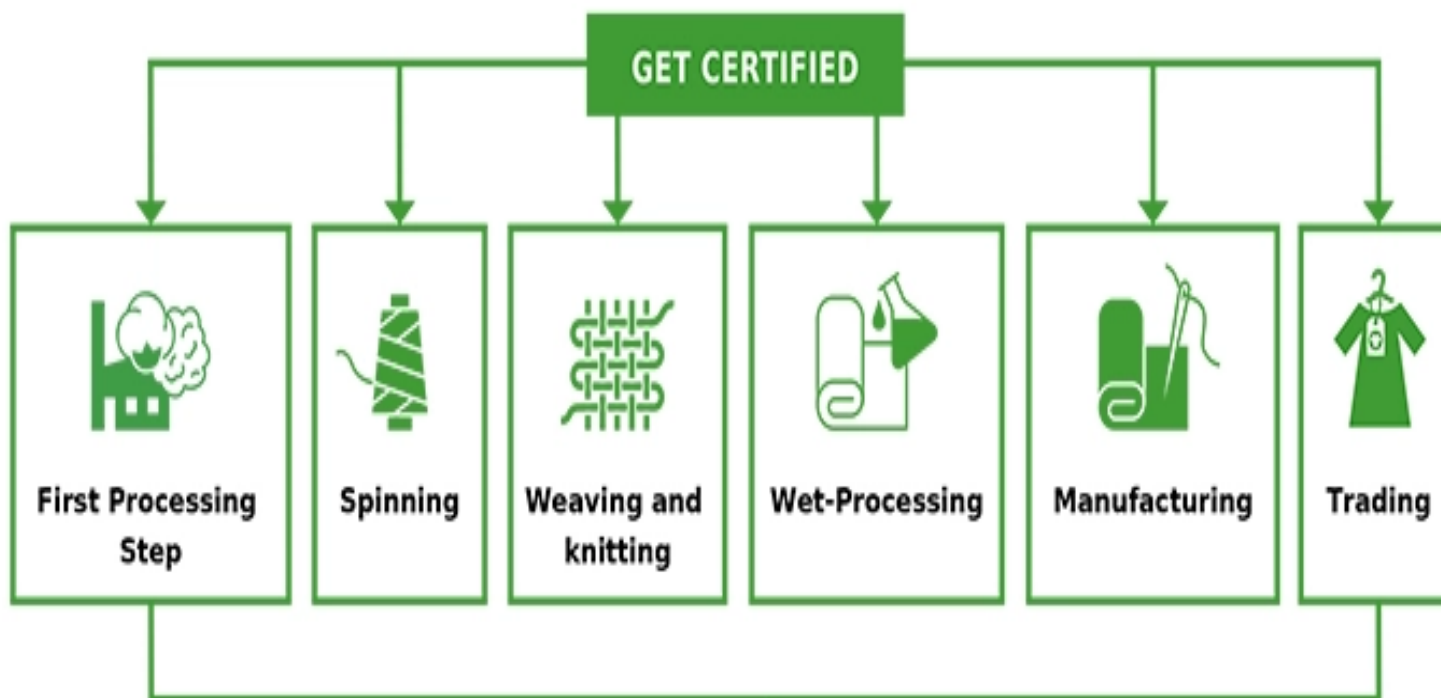 GET CERTIFIED
First Processing
Step
Spinning
Weaving and
knitting
Wet-Processing
Manufacturing
Trading